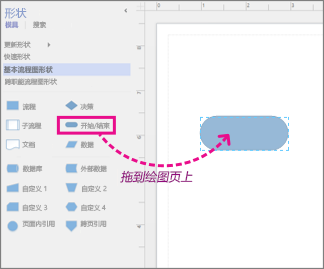 形状
模具 | 搜索
更多形状
快速形状
基本流程图形状
跨职能流程图形状
流程 决策
子流程 开始/结束
文档 数据
数据库 外部数据
自定义 1 自定义 2
自定义 3 自定义 4
页面内引用 跨页引用
拖到绘图页上
0 1 2 3